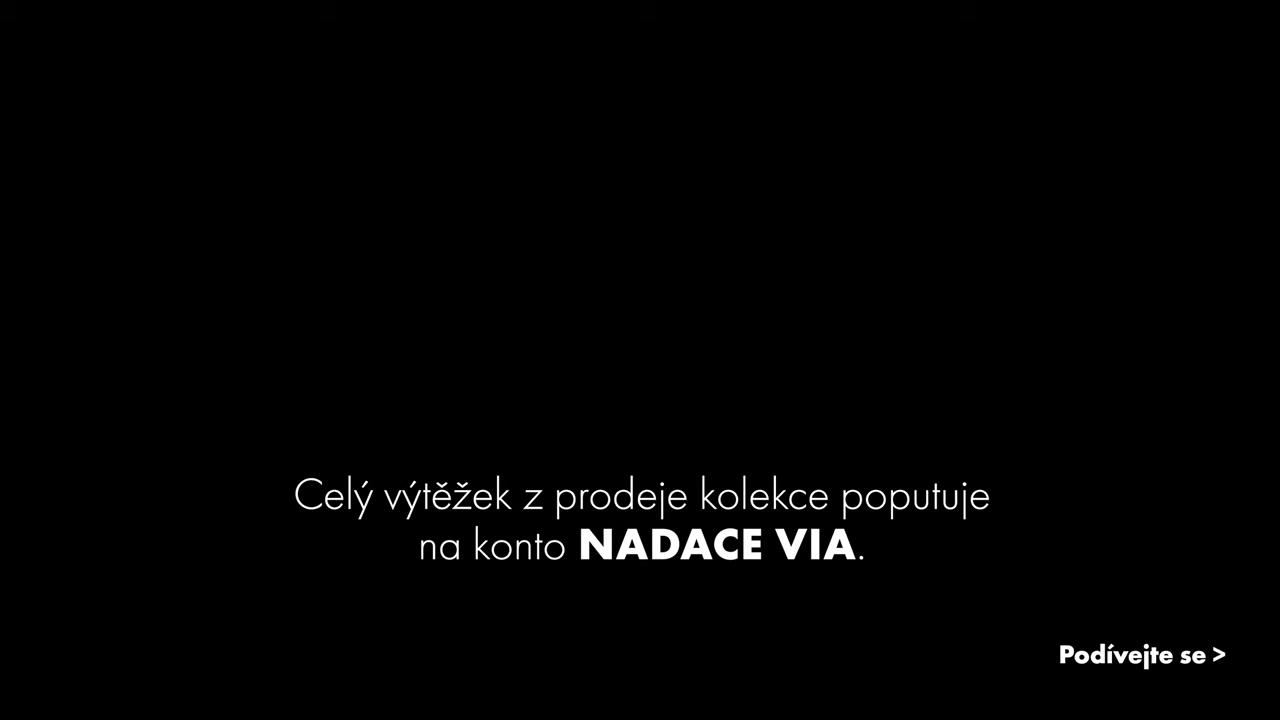 Celý výtěžek z prodeje kolekce poputuje
na konto NADACE VIA.
Podívejte se >